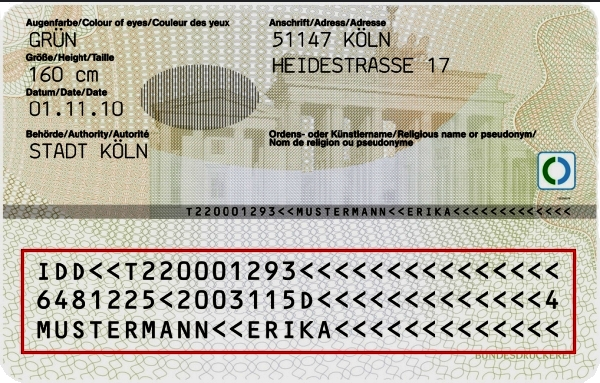 Augenfarbe/Colour of eyes/Couleur des yeux
GRÜN
Größe/Height/Taille
160 cm
Datum/Date/Date
01.11.10
Behörde/Authority/Autorité
STADT KÖLN
Anschrift/Adress/Adresse
51147 KÖLN
HEIDESTRASSE 17
Ordens- oder Künstlername/Religious name or pseudonym/
Nom de religion ou pseudonyme
T220001293<<MUSTERMANN<<ERIKA<<<<<<<<<<<<<
IDD<<T220001293<<<<<<<<<<<<<<<
6481225<2003115D<<<<<<<<<<<<<4
MUSTERMANN<<ERIKA<<<<<<<<<<<<<
BUNDESDRUCKEREI